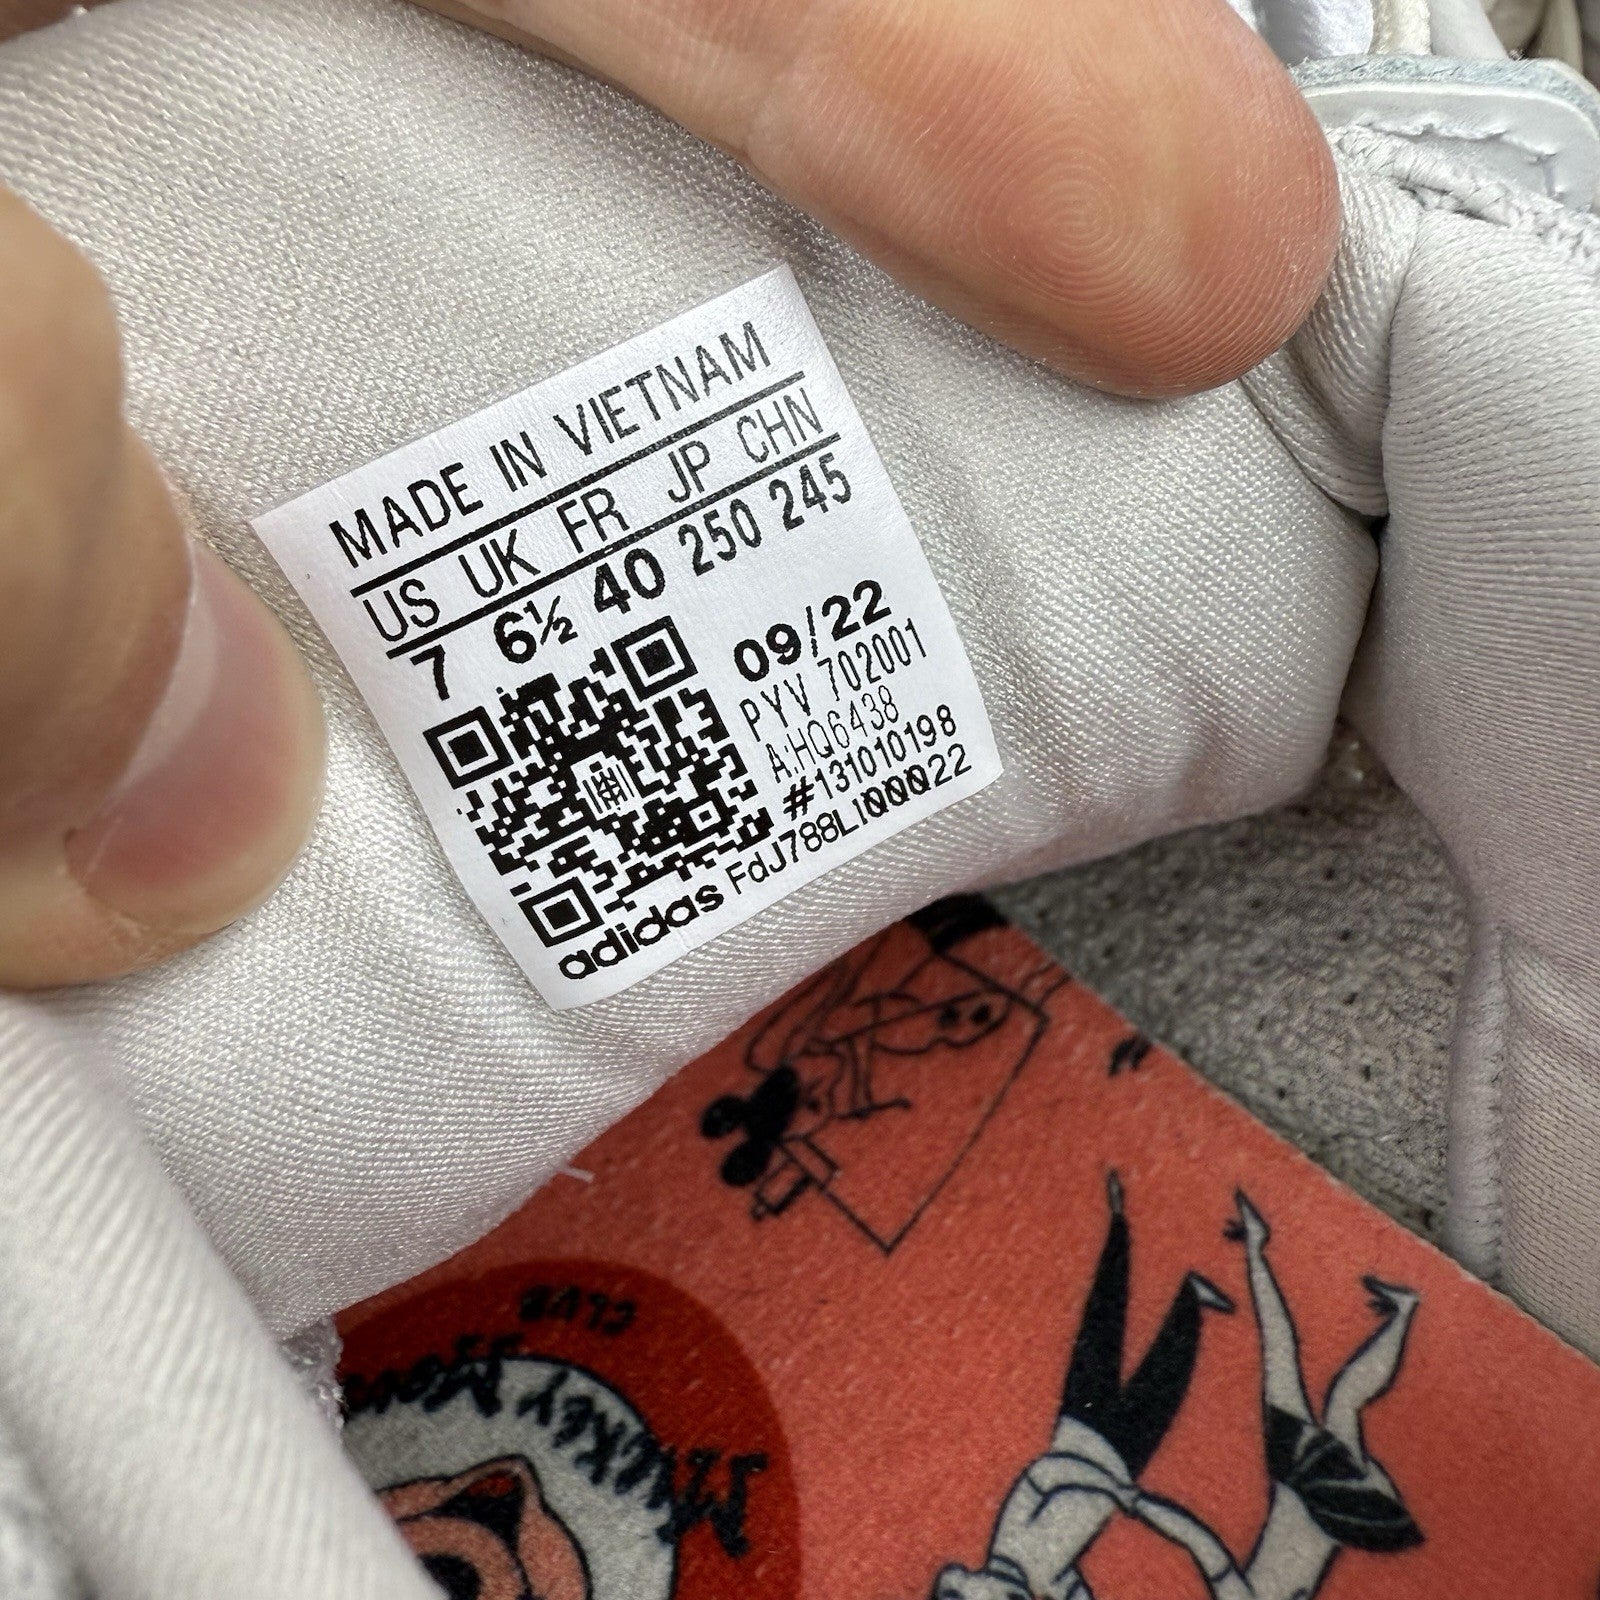 MADE IN VIETNAM
US UK FR JP CHN
7 6½ 40 250 245
09/22
PYV 702001
A:HQ6438
#131010198
adidas FdJ788LIQQQ22
CLUB